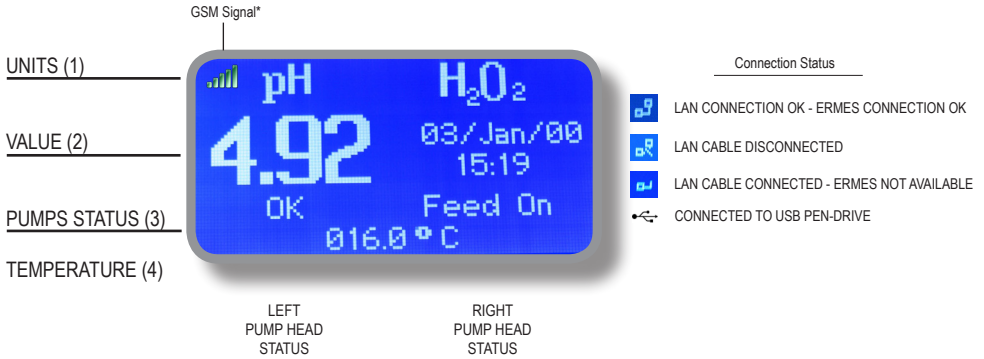 GSM Signal*
UNITS (1)
VALUE (2)
PUMPS STATUS (3)
TEMPERATURE (4)
pH H₂O₂
4.92
03/Jan/00
15:19
OK Feed On
016.0 °C
LEFT
PUMP HEAD
STATUS
RIGHT
PUMP HEAD
STATUS
Connection Status
LAN CONNECTION OK - ERMES CONNECTION OK
LAN CABLE DISCONNECTED
LAN CABLE CONNECTED - ERMES NOT AVAILABLE
CONNECTED TO USB PEN-DRIVE